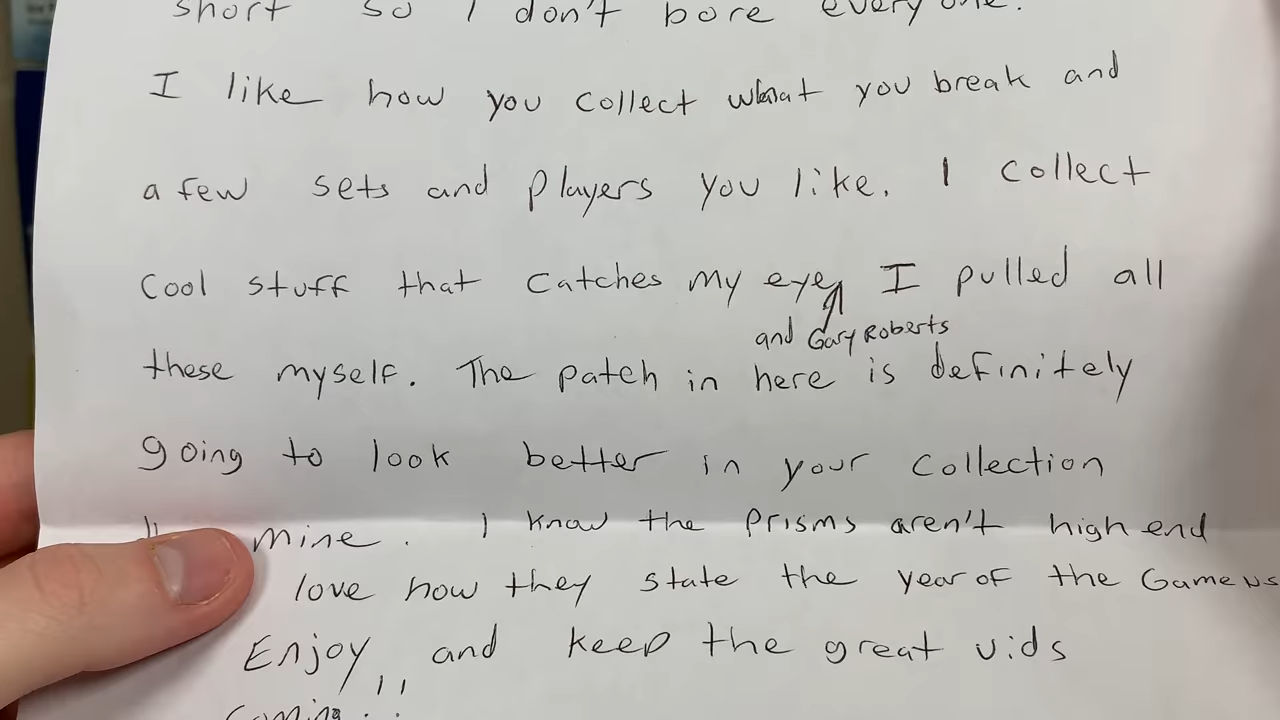 short so I don't bore everyone.
I like how you collect what you break and
a few sets and players you like. I collect
cool stuff that catches my eye, I pulled all
and Gary Roberts
these myself. The patch in here is definitely
going to look better in your collection
mine. I know the Prisms aren't high end
love how they state the year of the Game us
Enjoy and keep the great vids
coming!!